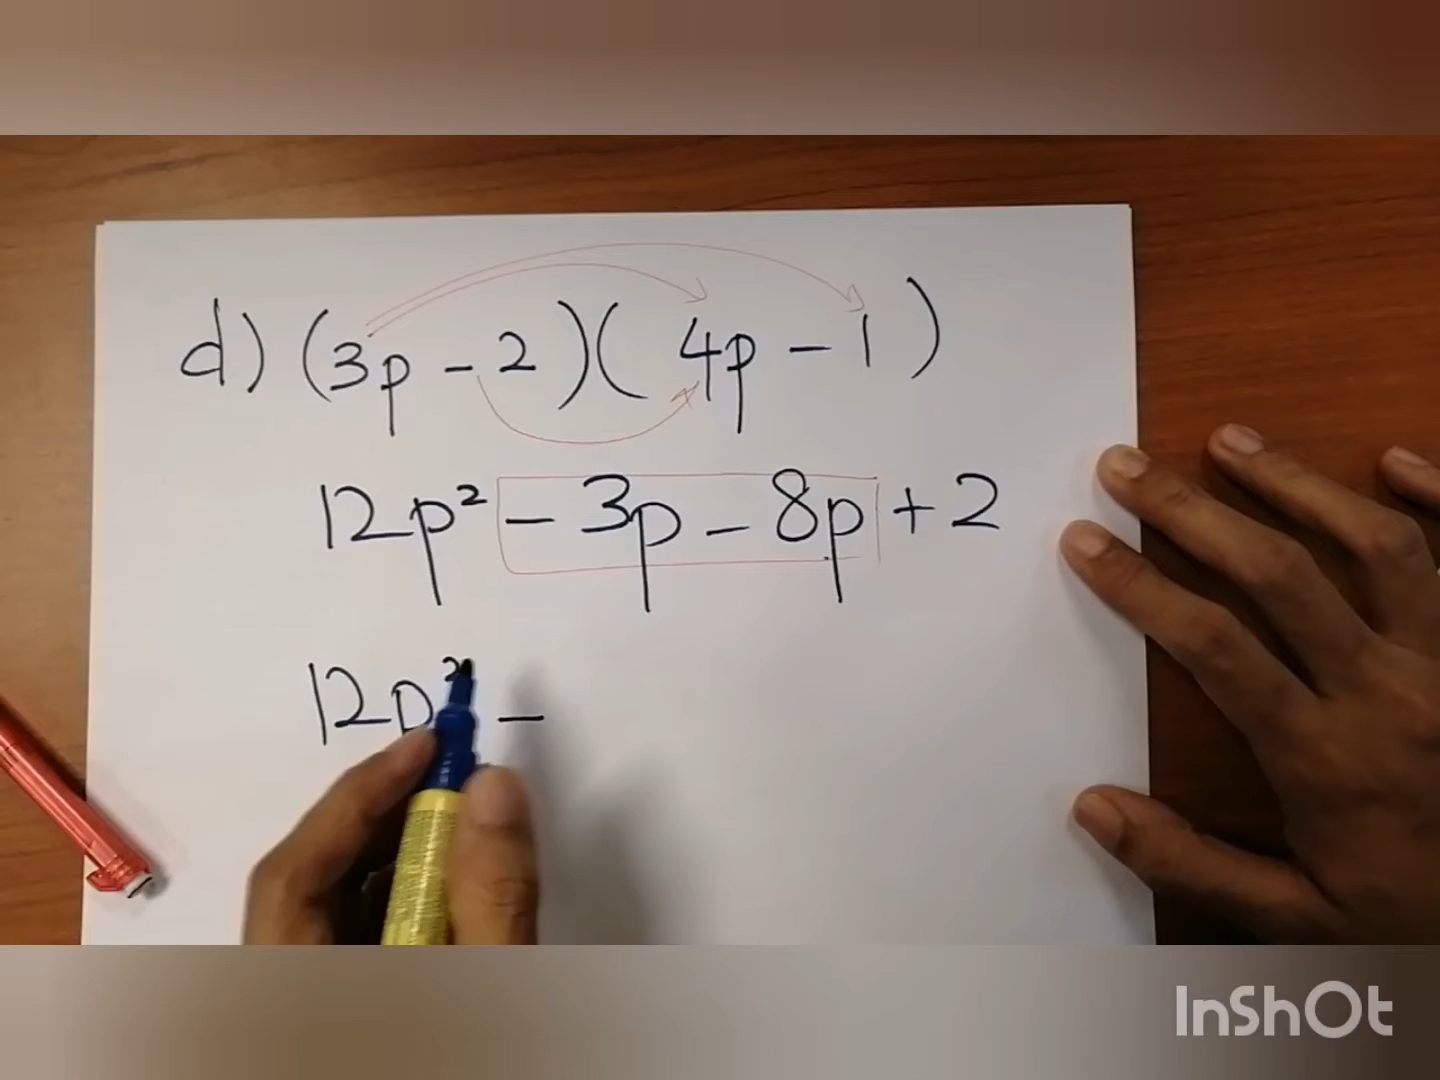 d) (3p - 2)(4p - 1)
12p² - 3p - 8p + 2
12p² -
InShOt